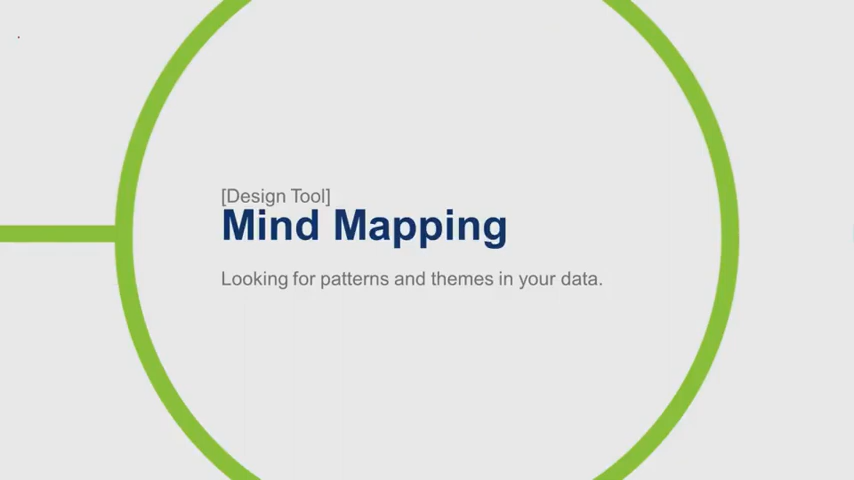 [Design Tool]
Mind Mapping
Looking for patterns and themes in your data.